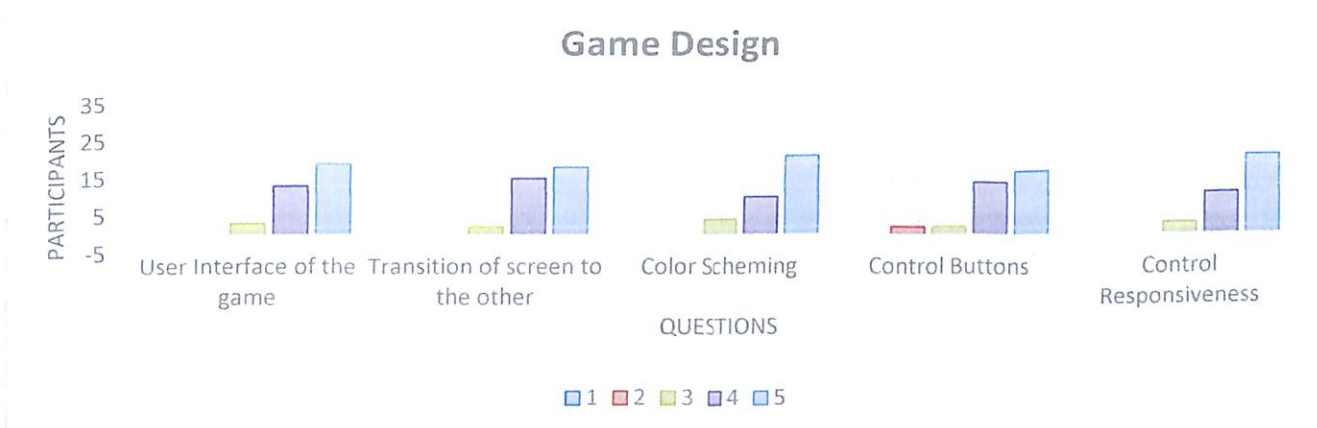 Game Design
PARTICIPANTS
35
25
15
5
-5
User Interface of the game
Transition of screen to the other
Color Scheming
Control Buttons
Control Responsiveness
QUESTIONS
1 2 3 4 5